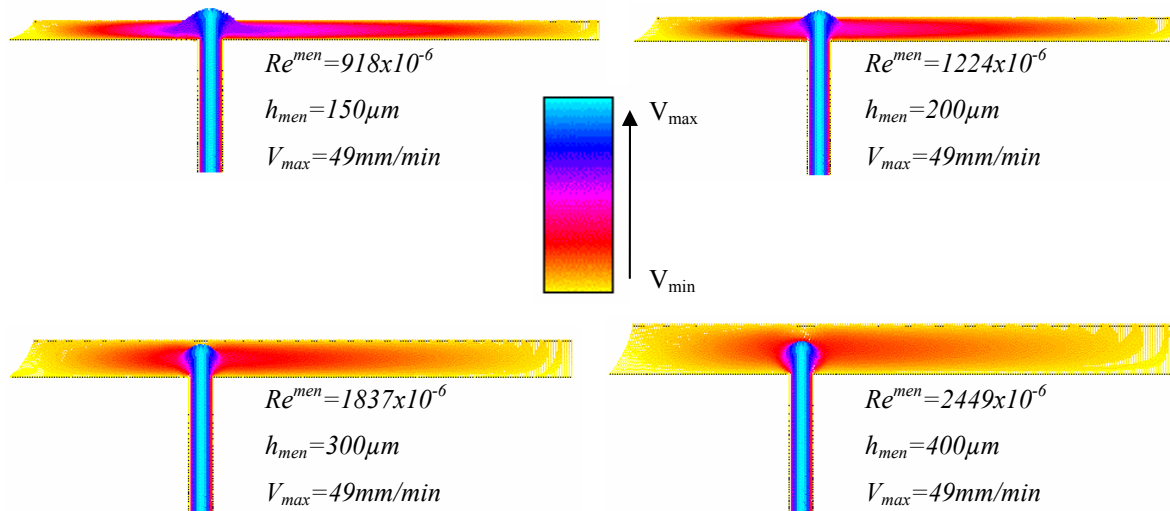 Re^men=918x10^-6
h_men=150µm
V_max=49mm/min
Re^men=1224x10^-6
h_men=200µm
V_max=49mm/min
V_max
V_min
Re^men=1837x10^-6
h_men=300µm
V_max=49mm/min
Re^men=2449x10^-6
h_men=400µm
V_max=49mm/min